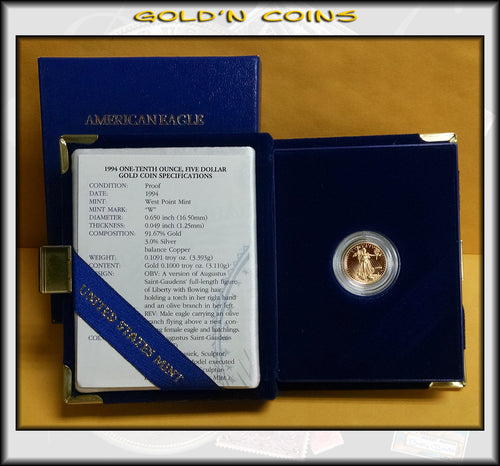 GOLD'N COINS
AMERICAN EAGLE
1994 ONE-TENTH OUNCE, FIVE DOLLAR
GOLD COIN SPECIFICATIONS
CONDITION: Proof
DATE: 1994
MINT: West Point Mint
MINT MARK: "W"
DIAMETER: 0.650 inch (16.50mm)
THICKNESS: 0.049 inch (1.25mm)
COMPOSITION: 91.67% Gold
3.0% Silver
balance Copper
WEIGHT: 0.1091 troy oz. (3.393g)
CONTENT: Gold 0.1000 troy oz. (3.110g)
SIGN: OBV: A version of Augustus
Saint-Gaudens' full-length figure
of Liberty with flowing hair,
holding a torch in her right hand
and an olive branch in her left.
REV: Male eagle carrying an olive
branch flying above a nest
female eagle and hatchlings.
Augustus Saint-Gaudens
Sculptor,
Model executed
Mint.)
UNITED STATES MINT